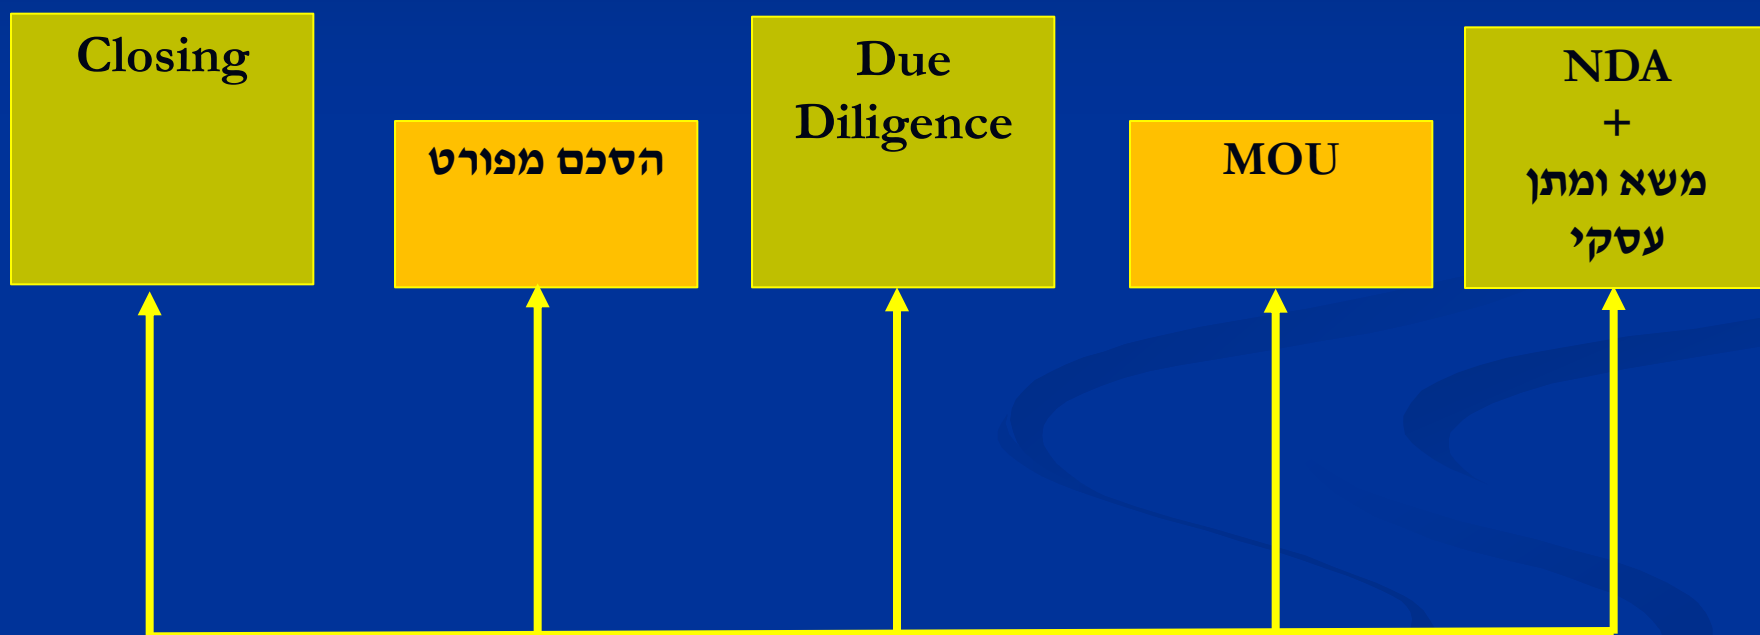 NDA
+
משא ומתן
עסקי
MOU
Due
Diligence
הסכם מפורט
Closing